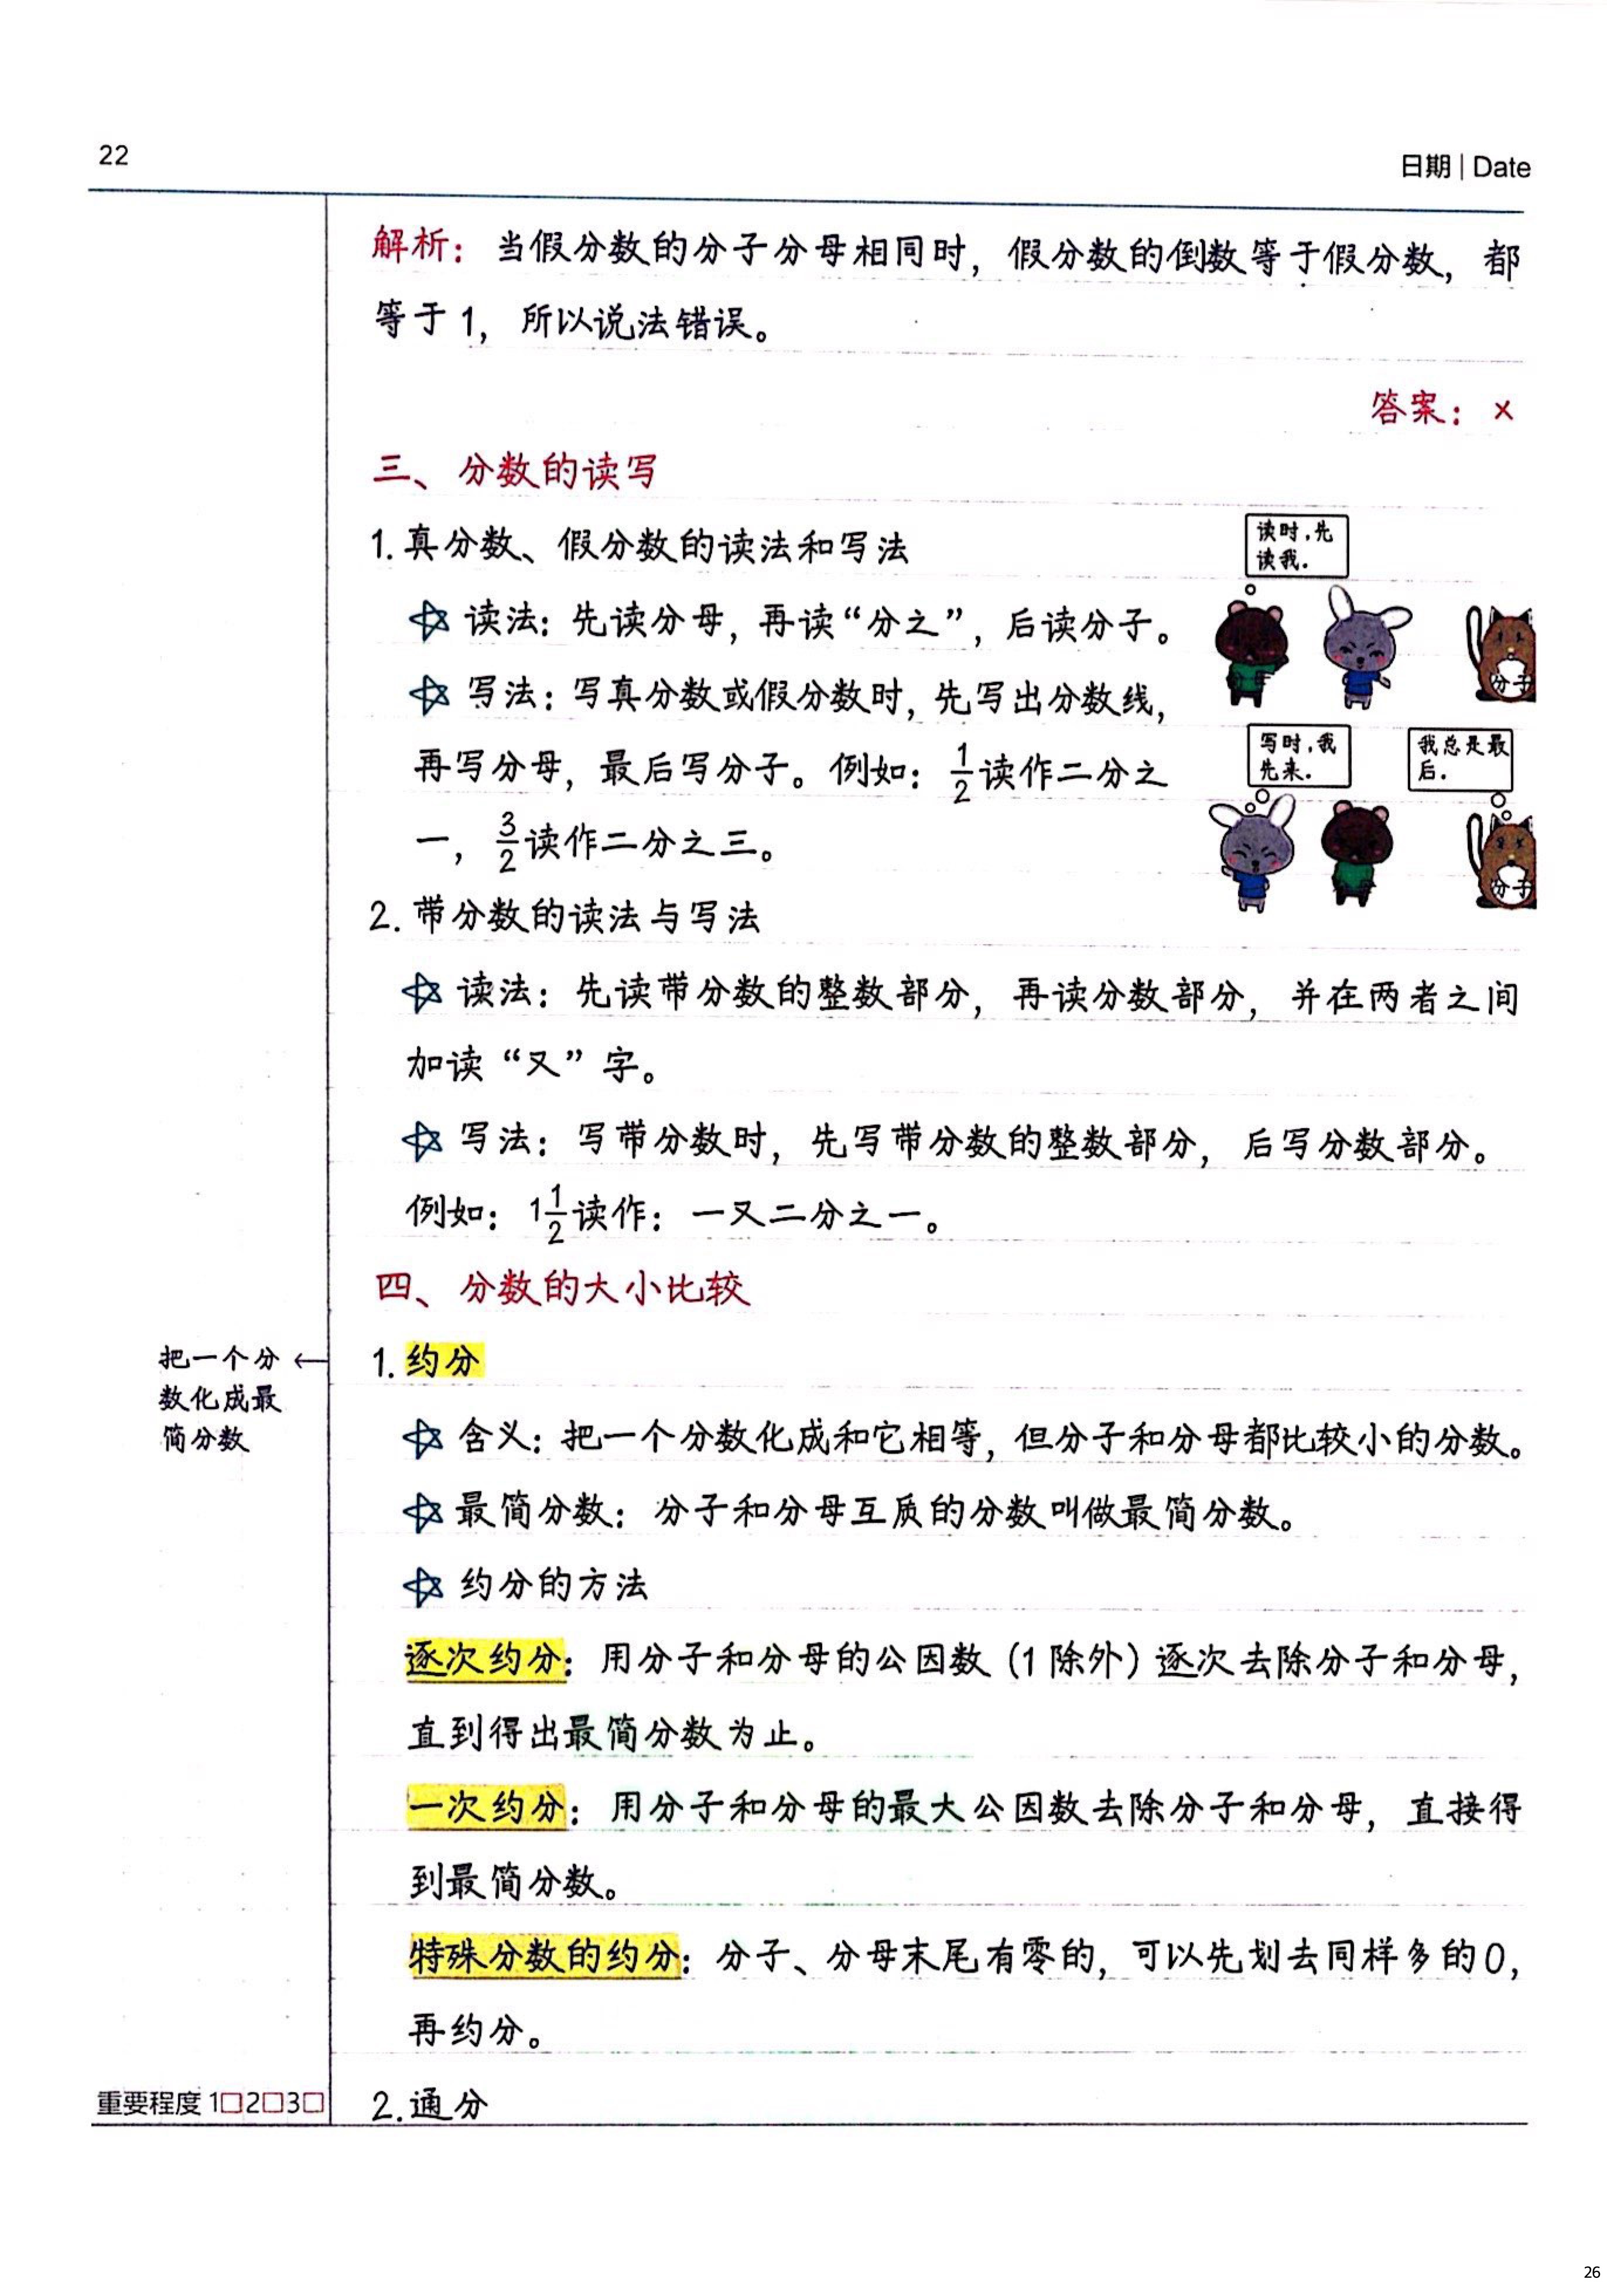 22
日期 | Date
解析：当假分数的分子分母相同时，假分数的倒数等于假分数，都
等于1，所以说法错误。
答案：×
三、分数的读写
1. 真分数、假分数的读法和写法
☆ 读法：先读分母，再读“分之”，后读分子。
☆ 写法：写真分数或假分数时，先写出分数线，
再写分母，最后写分子。例如：1/2读作二分之
一，3/2读作二分之三。
读时，先
读我.
分子
写时，我
先来.
我总是最
后.
分子
2. 带分数的读法与写法
☆ 读法：先读带分数的整数部分，再读分数部分，并在两者之间
加读“又”字。
☆ 写法：写带分数时，先写带分数的整数部分，后写分数部分。
例如：1 1/2读作：一又二分之一。
四、分数的大小比较
把一个分
数化成最
简分数
←
1. 约分
☆ 含义：把一个分数化成和它相等，但分子和分母都比较小的分数。
☆ 最简分数：分子和分母互质的分数叫做最简分数。
☆ 约分的方法
逐次约分：用分子和分母的公因数（1除外）逐次去除分子和分母，
直到得出最简分数为止。
一次约分：用分子和分母的最大公因数去除分子和分母，直接得
到最简分数。
特殊分数的约分：分子、分母末尾有零的，可以先划去同样多的0，
再约分。
重要程度 1□2□3□
2. 通分
26